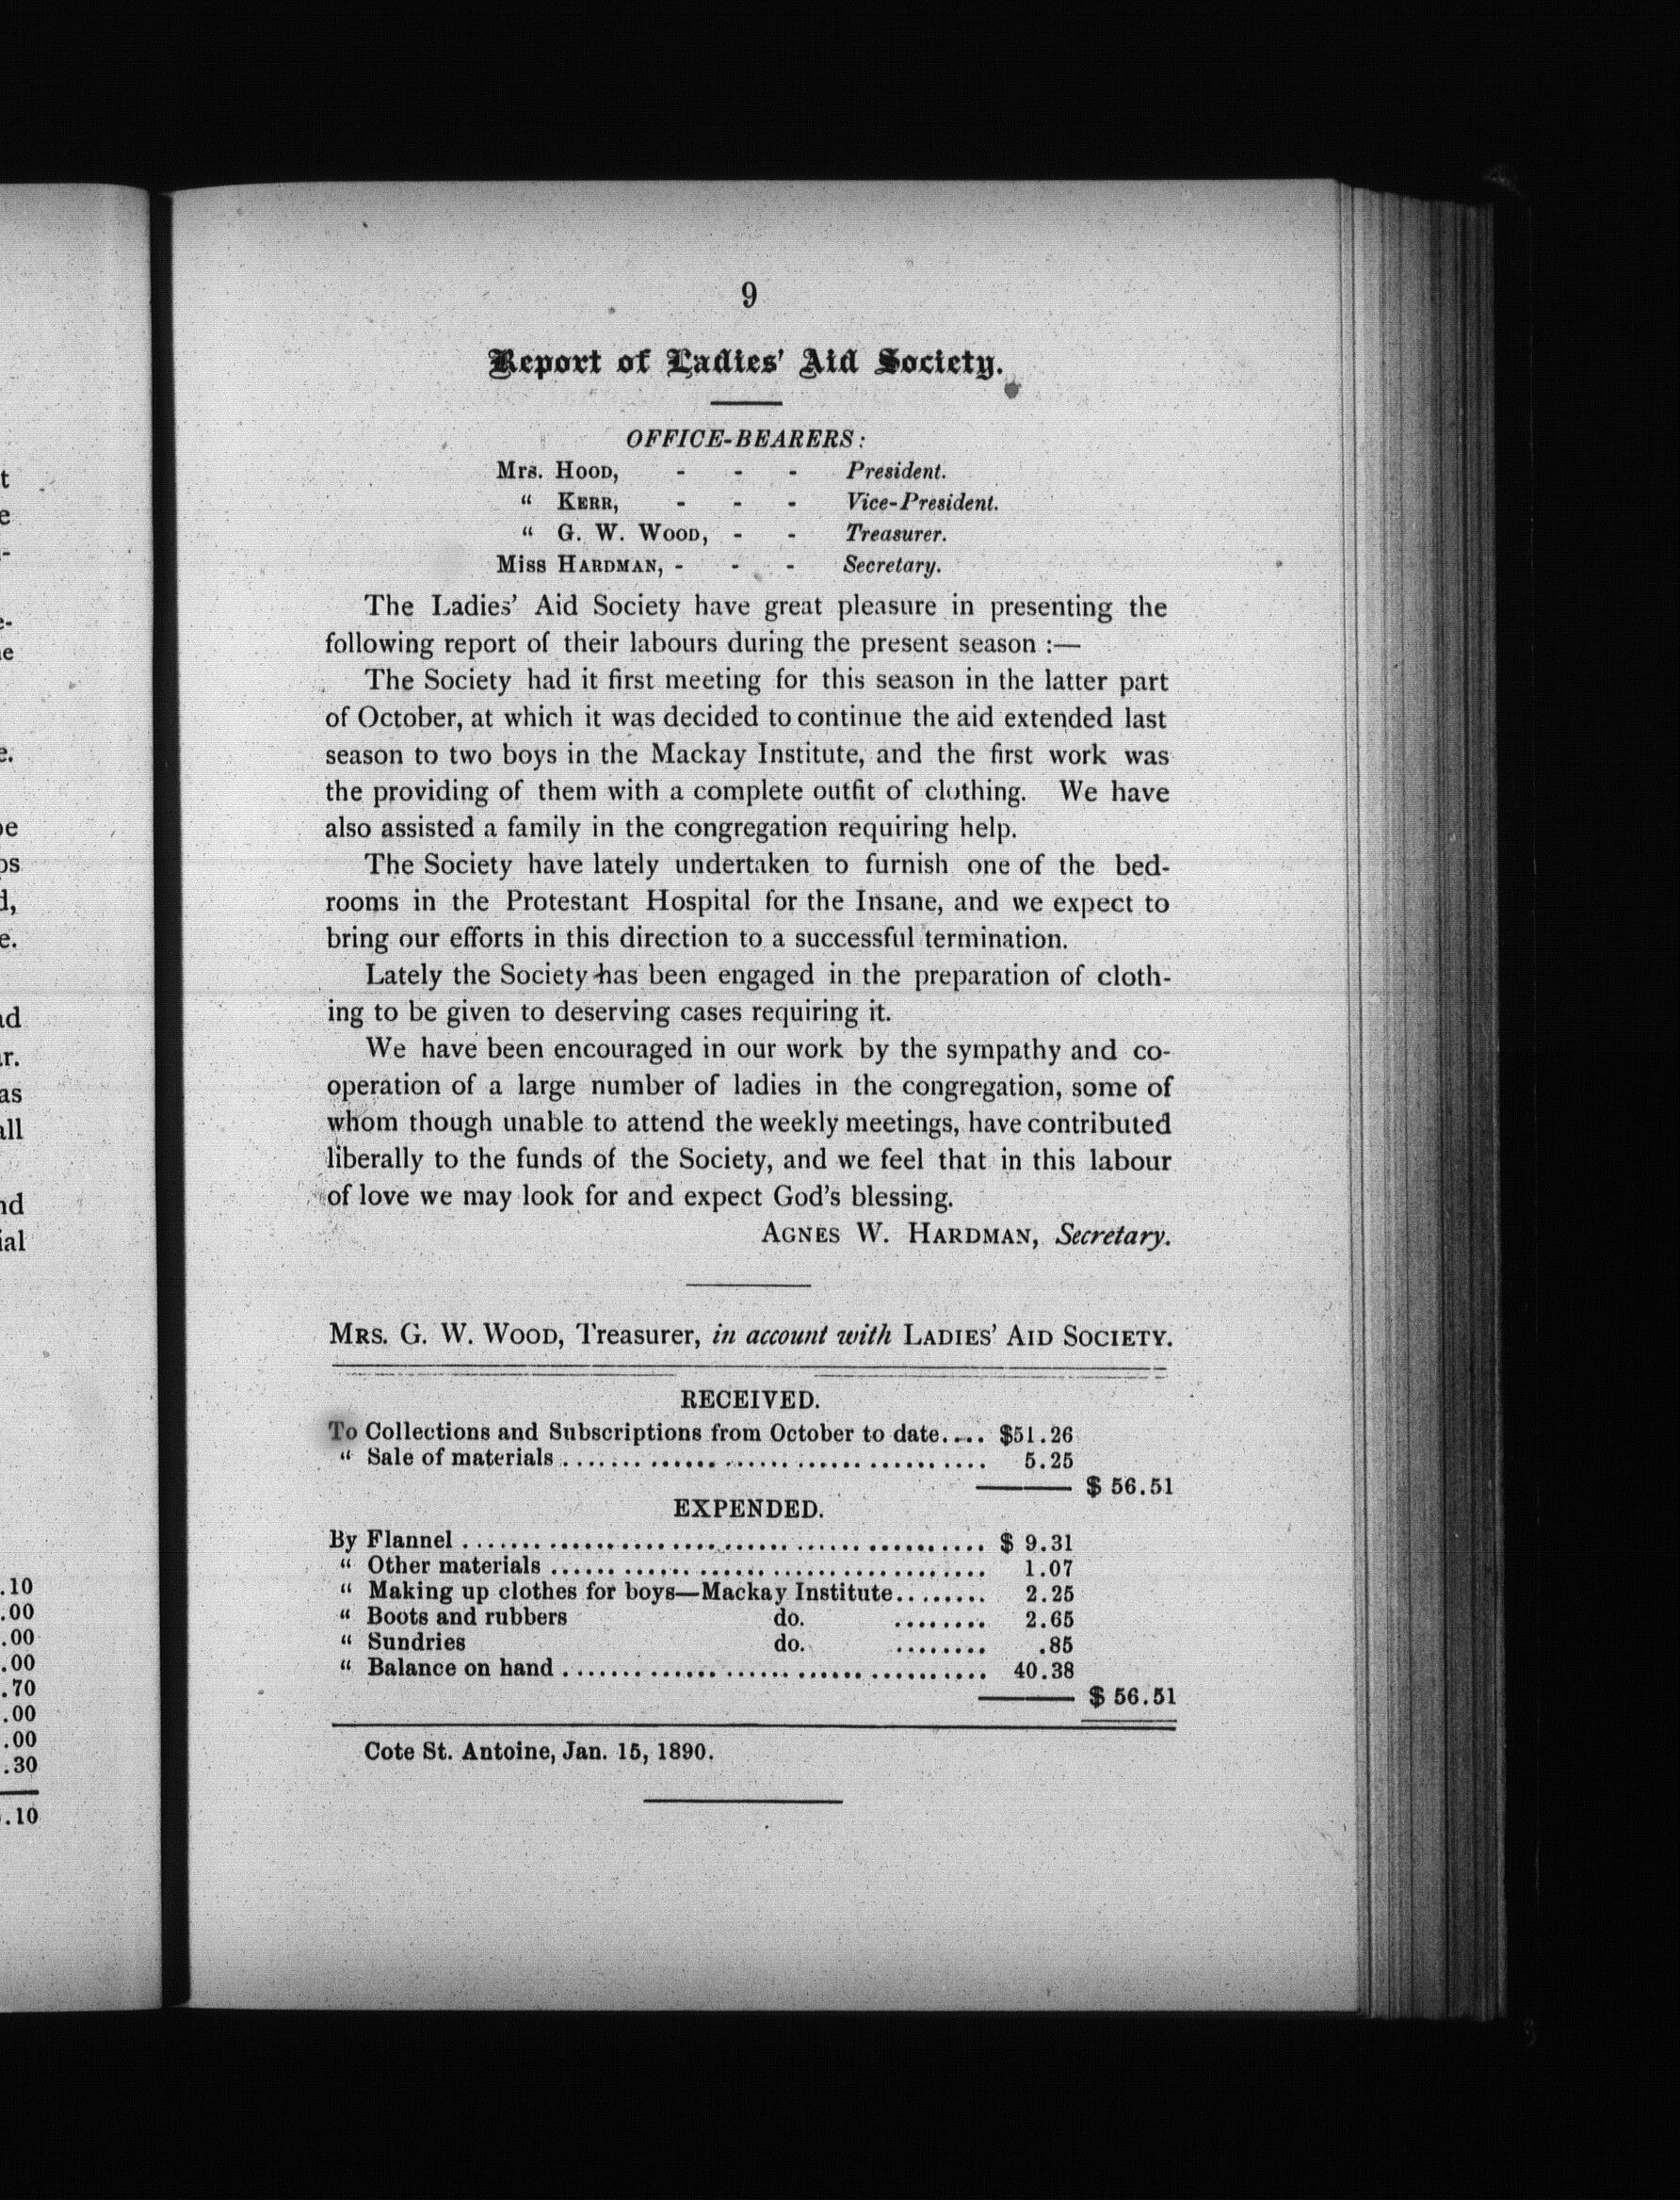 9
Report of Ladies' Aid Society.
OFFICE-BEARERS:
Mrs. HOOD, - - - President.
“ KERR, - - - Vice-President.
“ G. W. WOOD, - - Treasurer.
Miss HARDMAN, - - - Secretary.
The Ladies' Aid Society have great pleasure in presenting the
following report of their labours during the present season :—
The Society had it first meeting for this season in the latter part
of October, at which it was decided to continue the aid extended last
season to two boys in the Mackay Institute, and the first work was
the providing of them with a complete outfit of clothing. We have
also assisted a family in the congregation requiring help.
The Society have lately undertaken to furnish one of the bed-
rooms in the Protestant Hospital for the Insane, and we expect to
bring our efforts in this direction to a successful termination.
Lately the Society has been engaged in the preparation of cloth-
ing to be given to deserving cases requiring it.
We have been encouraged in our work by the sympathy and co-
operation of a large number of ladies in the congregation, some of
whom though unable to attend the weekly meetings, have contributed
liberally to the funds of the Society, and we feel that in this labour
of love we may look for and expect God's blessing.
AGNES W. HARDMAN, Secretary.
MRS. G. W. WOOD, Treasurer, in account with LADIES' AID SOCIETY.
RECEIVED.
To Collections and Subscriptions from October to date.... $51.26
“ Sale of materials .................................... 5.25
$ 56.51
EXPENDED.
By Flannel .......................................... $ 9.31
“ Other materials .................................... 1.07
“ Making up clothes for boys—Mackay Institute........ 2.25
“ Boots and rubbers do. ........ 2.65
“ Sundries do. ........ .85
“ Balance on hand .................................... 40.38
$ 56.51
Cote St. Antoine, Jan. 15, 1890.